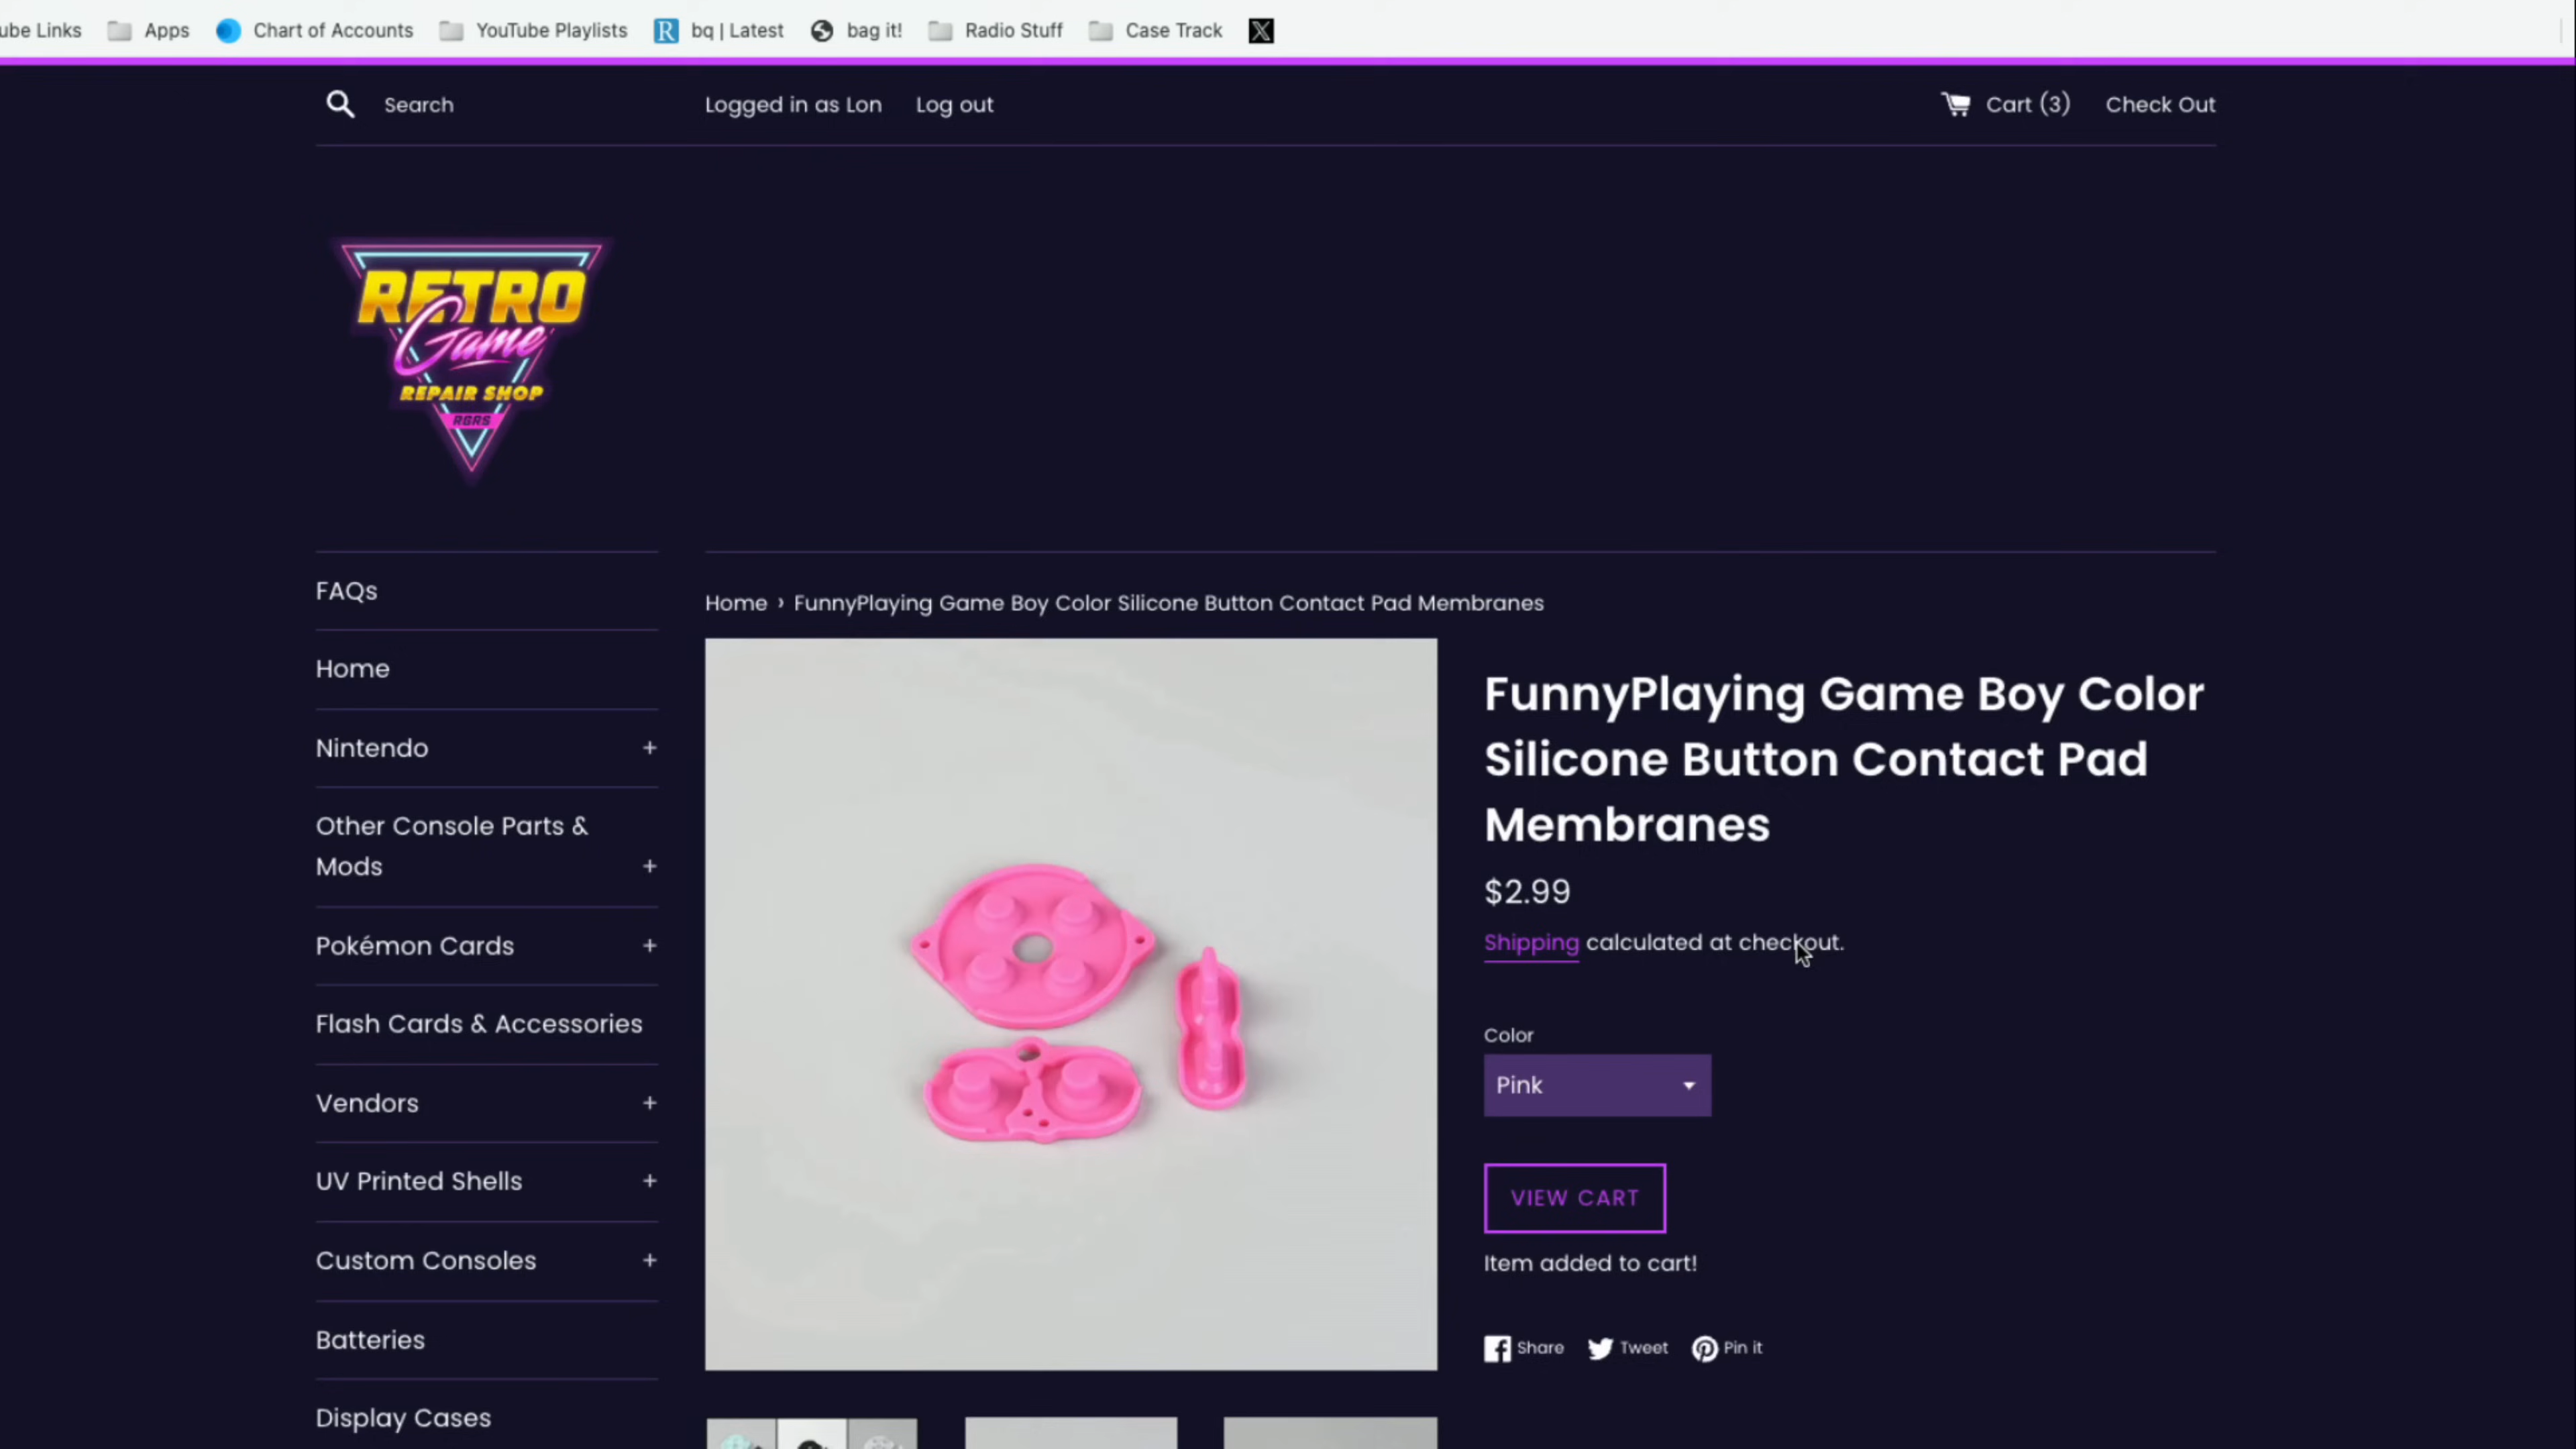 ube Links
Apps
Chart of Accounts
YouTube Playlists
R
bq | Latest
bag it!
Radio Stuff
Case Track
X
Search
Logged in as Lon
Log out
Cart (3)
Check Out
RETRO
Game
REPAIR SHOP
RGRS
FAQs
Home
Nintendo +
Other Console Parts &
Mods +
Pokémon Cards +
Flash Cards & Accessories
Vendors +
UV Printed Shells +
Custom Consoles +
Batteries
Display Cases
Home › FunnyPlaying Game Boy Color Silicone Button Contact Pad Membranes
FunnyPlaying Game Boy Color
Silicone Button Contact Pad
Membranes
$2.99
Shipping calculated at checkout.
Color
Pink
VIEW CART
Item added to cart!
Share
Tweet
Pin it